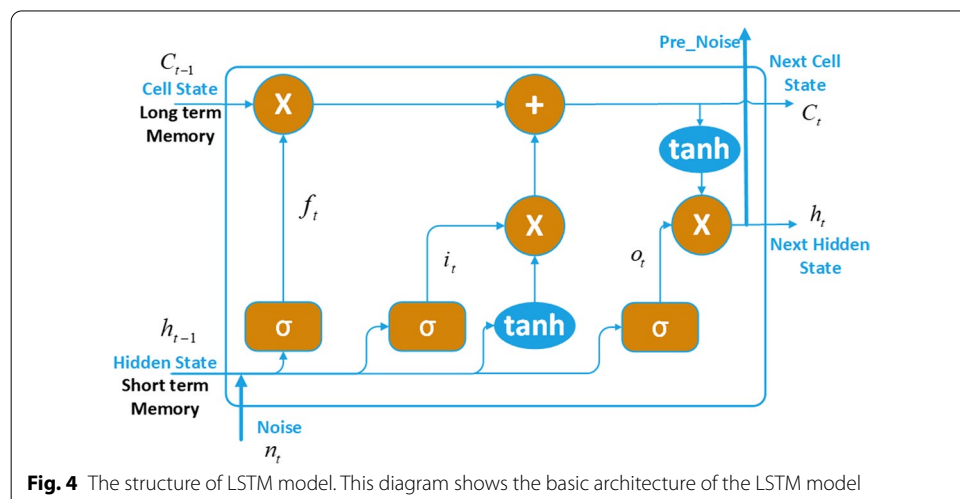 Pre_Noise
C_{t-1}
Cell State
Long term
Memory
X
+
Next Cell
State
C_t
tanh
f_t
X
X
h_t
Next Hidden
State
i_t
o_t
h_{t-1}
Hidden State
Short term
Memory
σ
σ
tanh
σ
Noise
n_t
Fig. 4 The structure of LSTM model. This diagram shows the basic architecture of the LSTM model